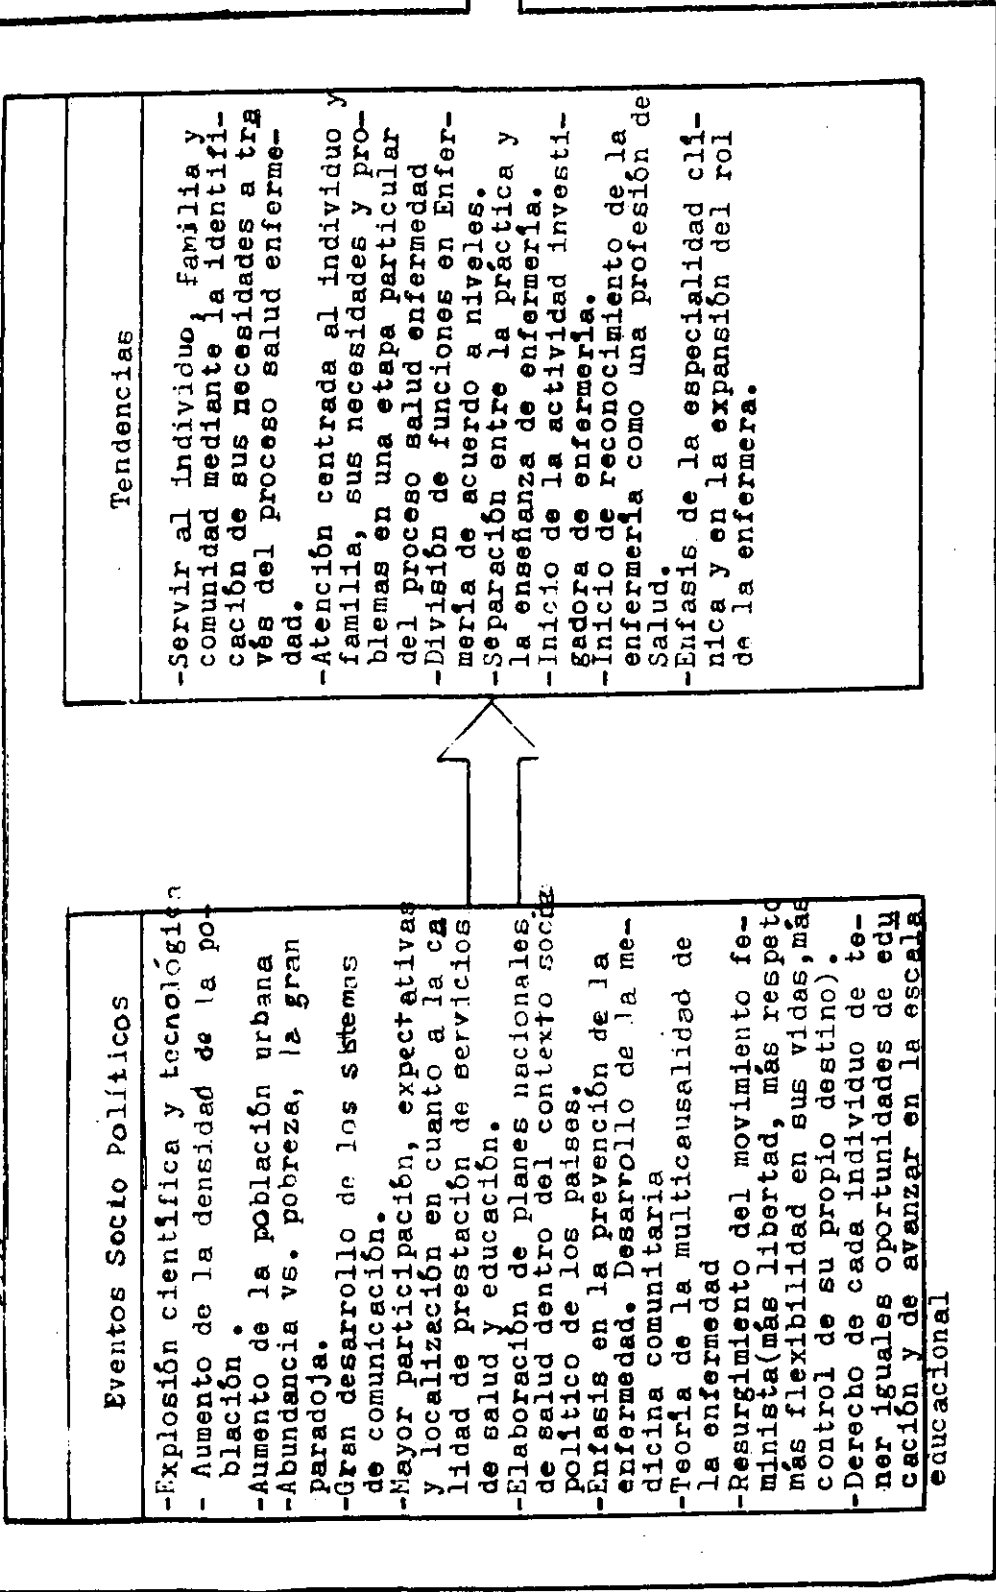 Eventos Socio Políticos
-Explosión científica y tecnológica
- Aumento de la densidad de la po-
blación.
-Aumento de la población urbana
-Abundancia vs. pobreza, la gran
paradoja.
-Gran desarrollo de los sistemas
de comunicación.
-Mayor participación, expectativas
y localización en cuanto a la ca
lidad de prestación de servicios
de salud y educación.
-Elaboración de planes nacionales
de salud dentro del contexto socio
político de los paises.
-Enfasis en la prevención de la
enfermedad. Desarrollo de la me-
dicina comunitaria
-Teoría de la multicausalidad de
la enfermedad
-Resurgimiento del movimiento fe-
minista(más libertad, más respeto
más flexibilidad en sus vidas,más
control de su propio destino).
-Derecho de cada individuo de te-
ner iguales oportunidades de edu
cación y de avanzar en la escala
educacional
Tendencias
-Servir al individuo, familia y
comunidad mediante la identifi-
cación de sus necesidades a tra
vés del proceso salud enferme-
dad.
-Atención centrada al individuo y
familia, sus necesidades y pro-
blemas en una etapa particular
del proceso salud enfermedad
-División de funciones en Enfer-
mería de acuerdo a niveles.
-Separación entre la práctica y
la enseñanza de enfermería.
-Inicio de la actividad investi-
gadora de enfermería.
-Inicio de reconocimiento de la
enfermería como una profesión de
Salud.
-Enfasis de la especialidad clí-
nica y en la expansión del rol
de la enfermera.